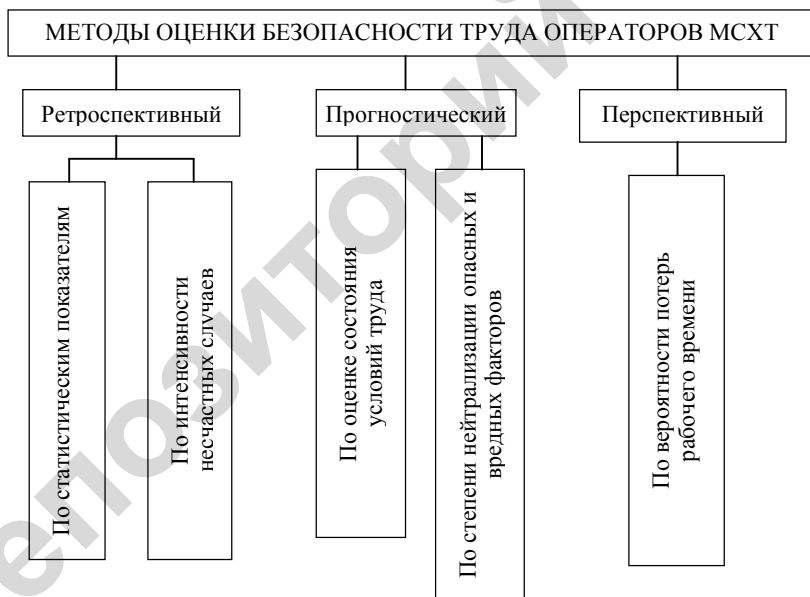 МЕТОДЫ ОЦЕНКИ БЕЗОПАСНОСТИ ТРУДА ОПЕРАТОРОВ МСХТ
Ретроспективный
Прогностический
Перспективный
По статистическим показателям
По интенсивности
несчастных случаев
По оценке состояния
условий труда
По степени нейтрализации опасных и
вредных факторов
По вероятности потерь
рабочего времени
епозиторий